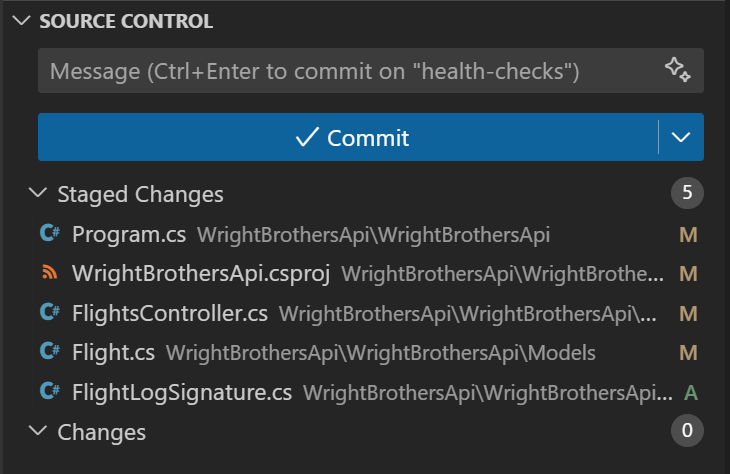 SOURCE CONTROL
Message (Ctrl+Enter to commit on "health-checks")
Commit
Staged Changes 5
C# Program.cs WrightBrothersApi\WrightBrothersApi M
WrightBrothersApi.csproj WrightBrothersApi\WrightBrothe... M
C# FlightsController.cs WrightBrothersApi\WrightBrothersApi\... M
C# Flight.cs WrightBrothersApi\WrightBrothersApi\Models M
C# FlightLogSignature.cs WrightBrothersApi\WrightBrothersApi... A
Changes 0